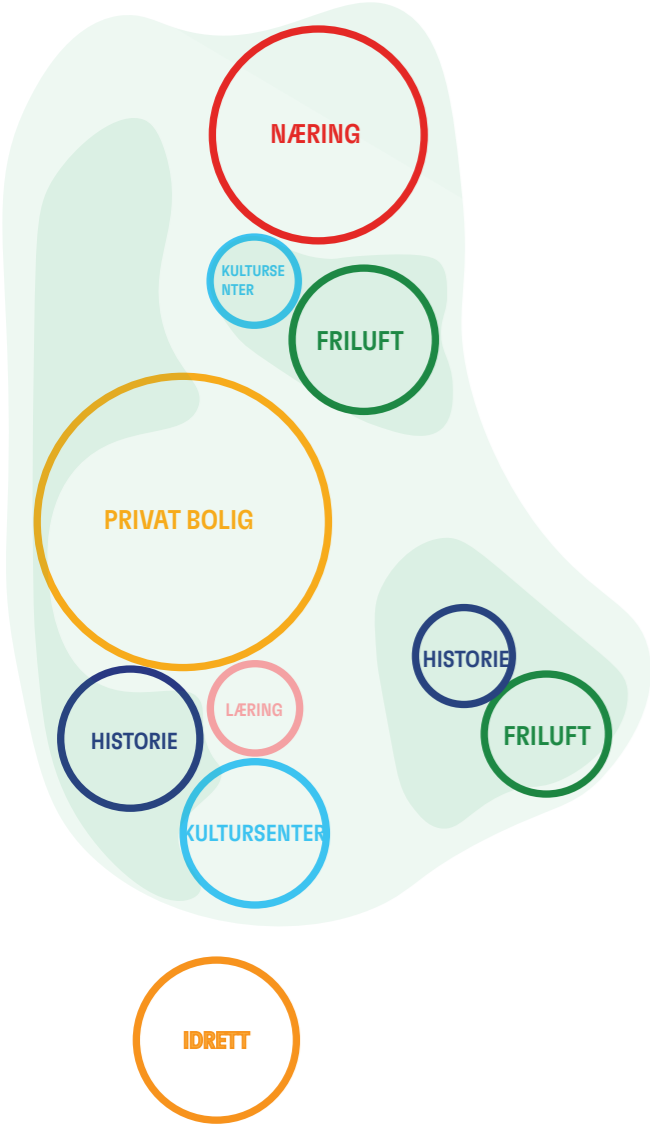 NÆRING
KULTURSE
NTER
FRILUFT
PRIVAT BOLIG
HISTORIE
FRILUFT
LÆRING
HISTORIE
KULTURSENTER
IDRETT